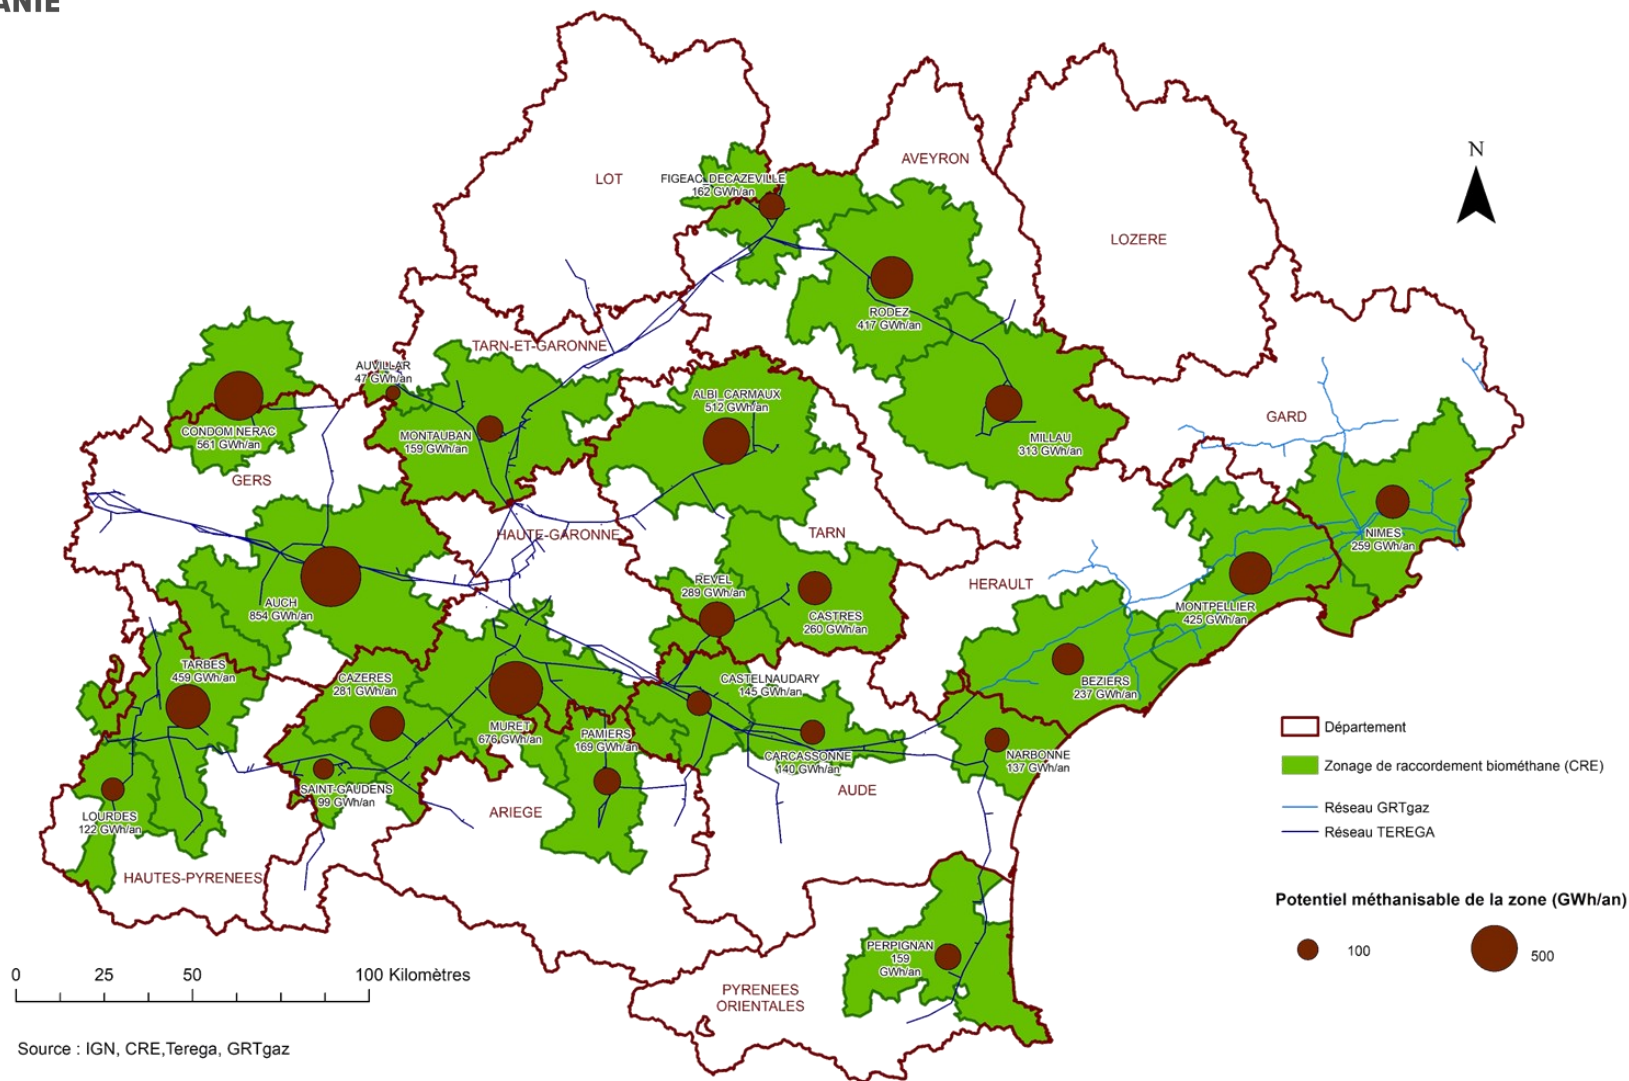 ANIE
N
AVEYRON
LOT
FIGEAC_DECAZEVILLE
162 GWh/an
LOZERE
RODEZ
417 GWh/an
TARN-ET-GARONNE
AUVILLAR
47 GWh/an
ALBI_CARMAUX
512 GWh/an
GARD
CONDOM NERAC
561 GWh/an
MONTAUBAN
159 GWh/an
MILLAU
313 GWh/an
GERS
HAUTE-GARONNE
TARN
NIMES
259 GWh/an
REVEL
289 GWh/an
HERAULT
AUCH
854 GWh/an
CASTRES
260 GWh/an
MONTPELLIER
425 GWh/an
TARBES
459 GWh/an
CAZERES
281 GWh/an
CASTELNAUDARY
145 GWh/an
BEZIERS
237 GWh/an
MURET
676 GWh/an
PAMIERS
169 GWh/an
CARCASSONNE
140 GWh/an
NARBONNE
137 GWh/an
SAINT-GAUDENS
99 GWh/an
AUDE
LOURDES
122 GWh/an
ARIEGE
HAUTES-PYRENEES
PERPIGNAN
159
GWh/an
PYRENEES
ORIENTALES
Département
Zonage de raccordement biométhane (CRE)
Réseau GRTgaz
Réseau TEREGA
Potentiel méthanisable de la zone (GWh/an)
100
500
0 25 50 100 Kilomètres
Source : IGN, CRE,Terega, GRTgaz